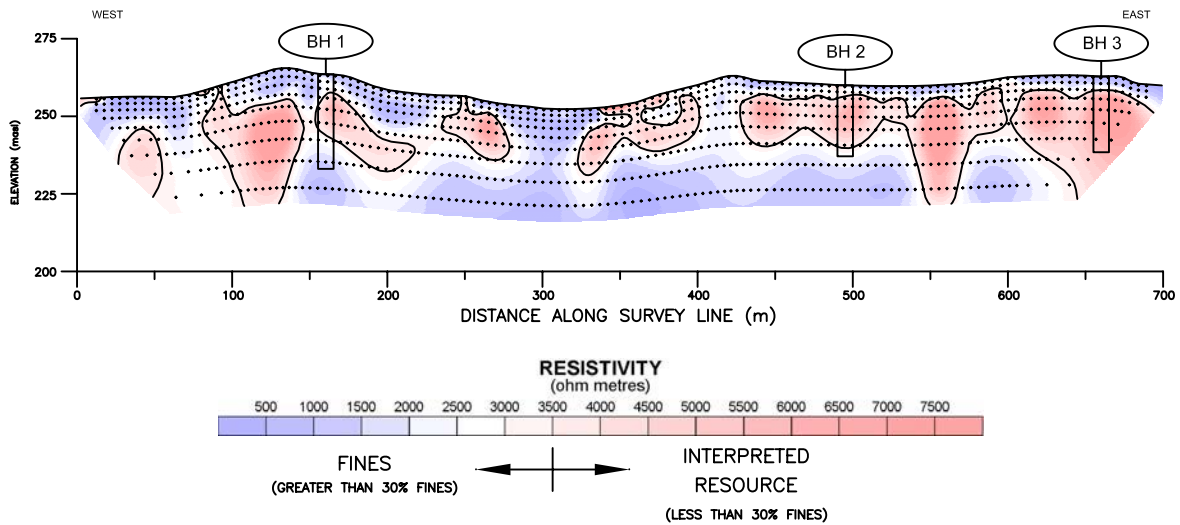 WEST
EAST
BH 1
BH 2
BH 3
275
250
225
200
ELEVATION (masl)
0 100 200 300 400 500 600 700
DISTANCE ALONG SURVEY LINE (m)
RESISTIVITY
(ohm metres)
500 1000 1500 2000 2500 3000 3500 4000 4500 5000 5500 6000 6500 7000 7500
FINES
(GREATER THAN 30% FINES)
INTERPRETED
RESOURCE
(LESS THAN 30% FINES)